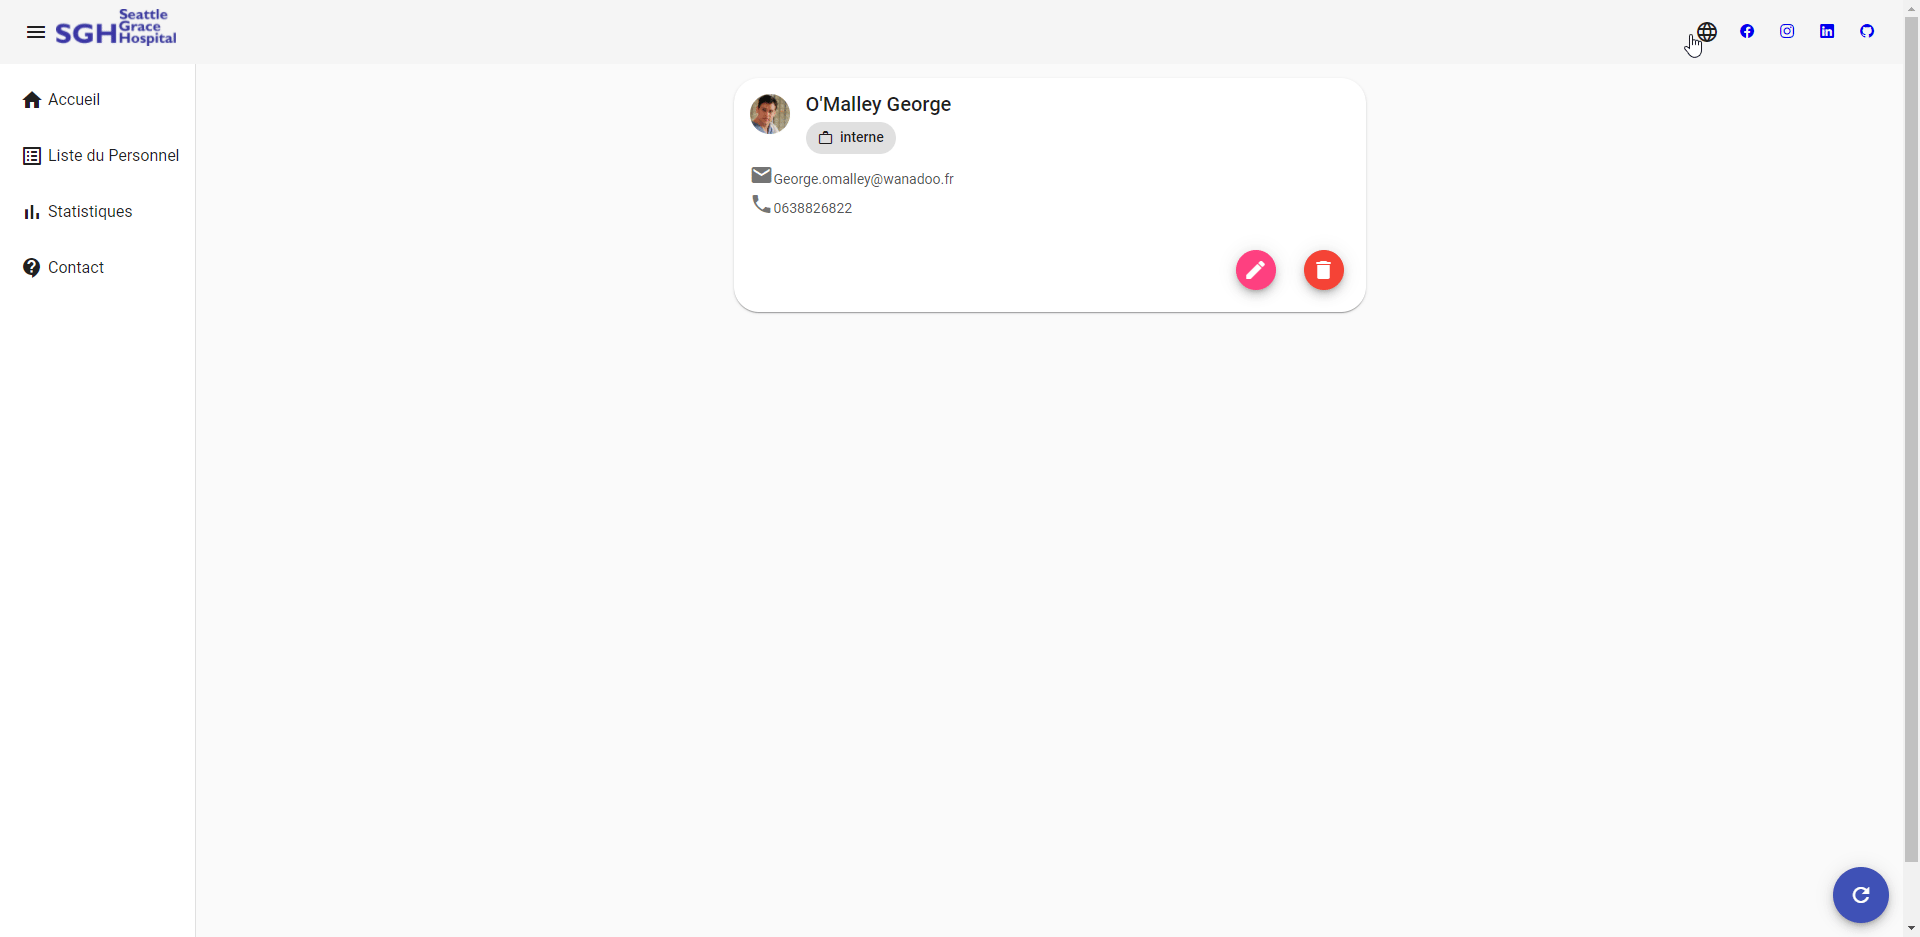 SGH Seattle
Grace
Hospital
Accueil
Liste du Personnel
Statistiques
Contact
O'Malley George
interne
George.omalley@wanadoo.fr
0638826822